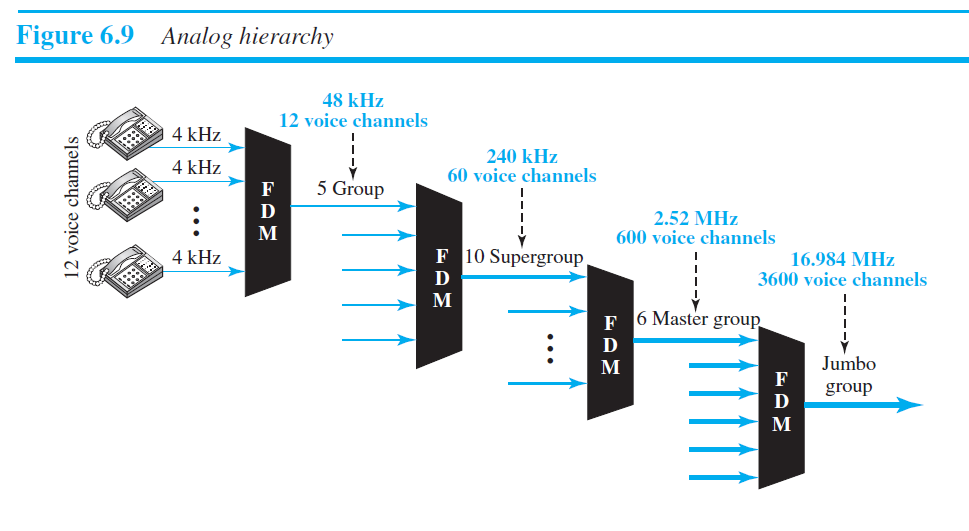 Figure 6.9 Analog hierarchy
48 kHz
12 voice channels
12 voice channels
4 kHz
4 kHz
4 kHz
F
D
M
5 Group
240 kHz
60 voice channels
F
D
M
10 Supergroup
2.52 MHz
600 voice channels
F
D
M
6 Master group
16.984 MHz
3600 voice channels
F
D
M
Jumbo
group